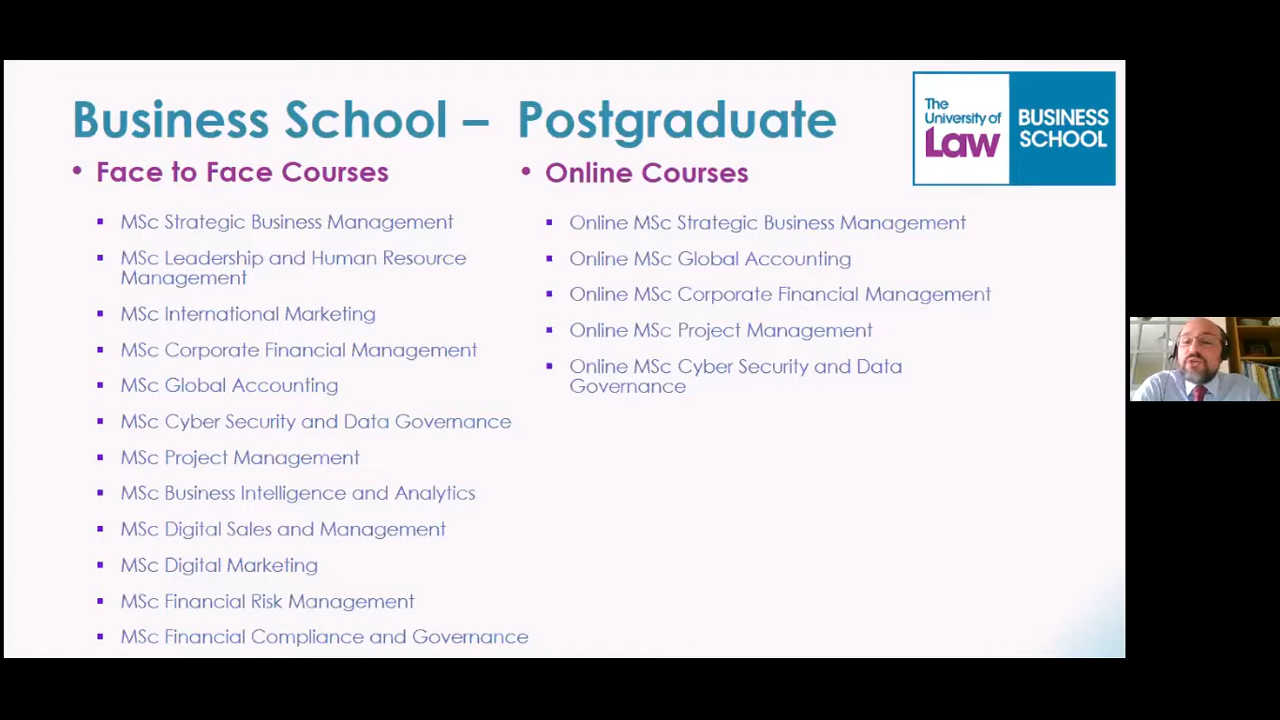 Business School – Postgraduate
The
University of
Law
BUSINESS
SCHOOL
• Face to Face Courses
▪ MSc Strategic Business Management
▪ MSc Leadership and Human Resource
Management
▪ MSc International Marketing
▪ MSc Corporate Financial Management
▪ MSc Global Accounting
▪ MSc Cyber Security and Data Governance
▪ MSc Project Management
▪ MSc Business Intelligence and Analytics
▪ MSc Digital Sales and Management
▪ MSc Digital Marketing
▪ MSc Financial Risk Management
▪ MSc Financial Compliance and Governance
• Online Courses
▪ Online MSc Strategic Business Management
▪ Online MSc Global Accounting
▪ Online MSc Corporate Financial Management
▪ Online MSc Project Management
▪ Online MSc Cyber Security and Data
Governance